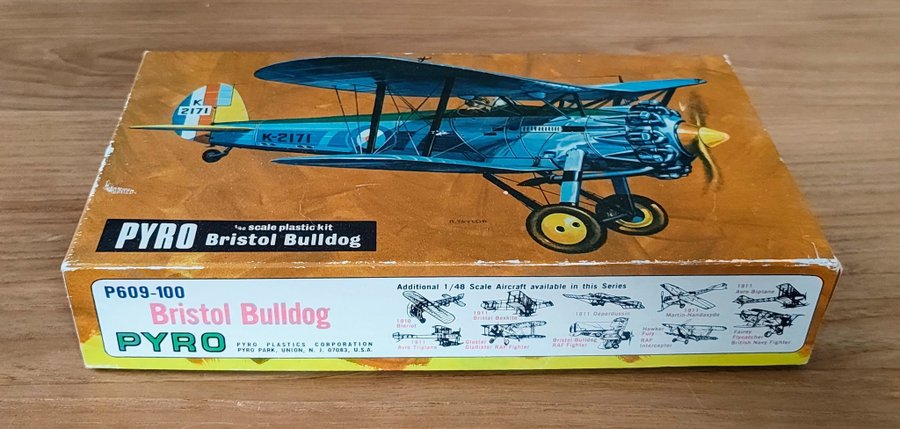 K
2171
K-2171
R. TAYLOR
PYRO
1/48 scale plastic kit
Bristol Bulldog
P609-100
Bristol Bulldog
PYRO
PYRO PLASTICS CORPORATION
PYRO PARK, UNION, N. J. 07083, U.S.A.
Additional 1/48 Scale Aircraft available in this Series
1910
Bleriot
1911
Bristol Boxkite
1911 Deperdussin
1911
Martin-Handasyde
1911
Avro Biplane
1911
Avro Triplane
Gloster
Gladiator RAF Fighter
Bristol Bulldog
RAF Fighter
Hawker
Fury
RAF
Interceptor
Fairey
Flycatcher
British Navy Fighter